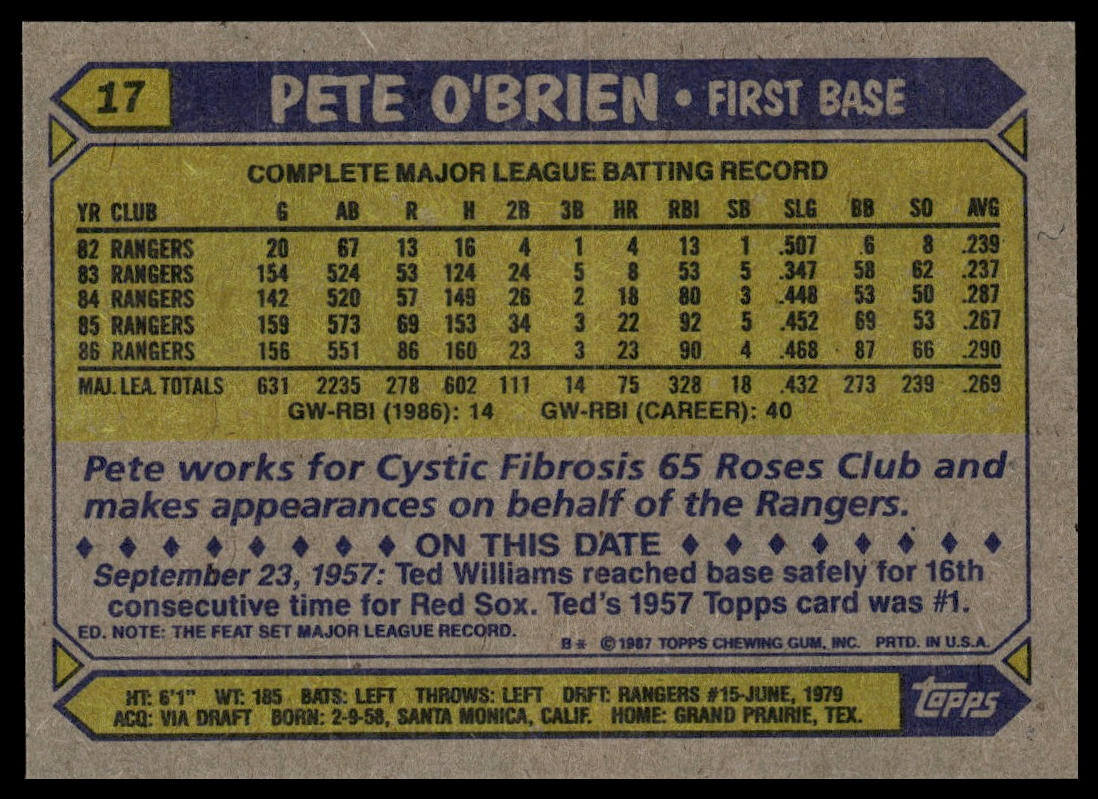 17 PETE O'BRIEN • FIRST BASE
COMPLETE MAJOR LEAGUE BATTING RECORD
YR CLUB G AB R H 2B 3B HR RBI SB SLG BB SO AVG
82 RANGERS 20 67 13 16 4 1 4 13 1 .507 6 8 .239
83 RANGERS 154 524 53 124 24 5 8 53 5 .347 58 62 .237
84 RANGERS 142 520 57 149 26 2 18 80 3 .448 53 50 .287
85 RANGERS 159 573 69 153 34 3 22 92 5 .452 69 53 .267
86 RANGERS 156 551 86 160 23 3 23 90 4 .468 87 66 .290
MAJ. LEA. TOTALS 631 2235 278 602 111 14 75 328 18 .432 273 239 .269
GW-RBI (1986): 14 GW-RBI (CAREER): 40
Pete works for Cystic Fibrosis 65 Roses Club and
makes appearances on behalf of the Rangers.
♦ ♦ ♦ ♦ ♦ ♦ ♦ ♦ ON THIS DATE ♦ ♦ ♦ ♦ ♦ ♦ ♦ ♦
September 23, 1957: Ted Williams reached base safely for 16th
consecutive time for Red Sox. Ted's 1957 Topps card was #1.
ED. NOTE: THE FEAT SET MAJOR LEAGUE RECORD.
B* ©1987 TOPPS CHEWING GUM, INC. PRTD. IN U.S.A.
HT: 6'1" WT: 185 BATS: LEFT THROWS: LEFT DRFT: RANGERS #15-JUNE, 1979
ACQ: VIA DRAFT BORN: 2-9-58, SANTA MONICA, CALIF. HOME: GRAND PRAIRIE, TEX.
Topps